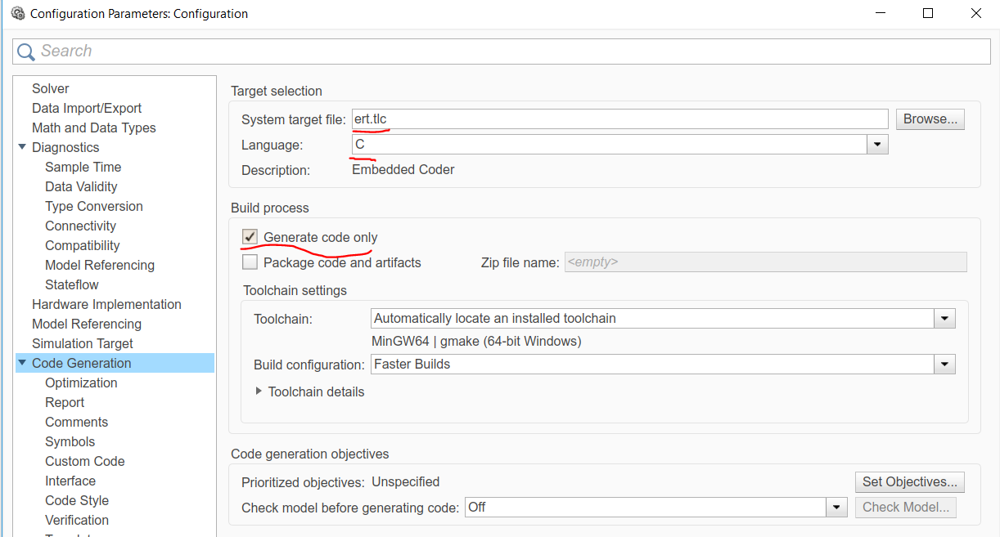 Configuration Parameters: Configuration
Search
Solver
Data Import/Export
Math and Data Types
Diagnostics
Sample Time
Data Validity
Type Conversion
Connectivity
Compatibility
Model Referencing
Stateflow
Hardware Implementation
Model Referencing
Simulation Target
Code Generation
Optimization
Report
Comments
Symbols
Custom Code
Interface
Code Style
Verification
Target selection
System target file: ert.tlc Browse...
Language: C
Description: Embedded Coder
Build process
Generate code only
Package code and artifacts Zip file name: <empty>
Toolchain settings
Toolchain: Automatically locate an installed toolchain
MinGW64 | gmake (64-bit Windows)
Build configuration: Faster Builds
Toolchain details
Code generation objectives
Prioritized objectives: Unspecified Set Objectives...
Check model before generating code: Off Check Model...